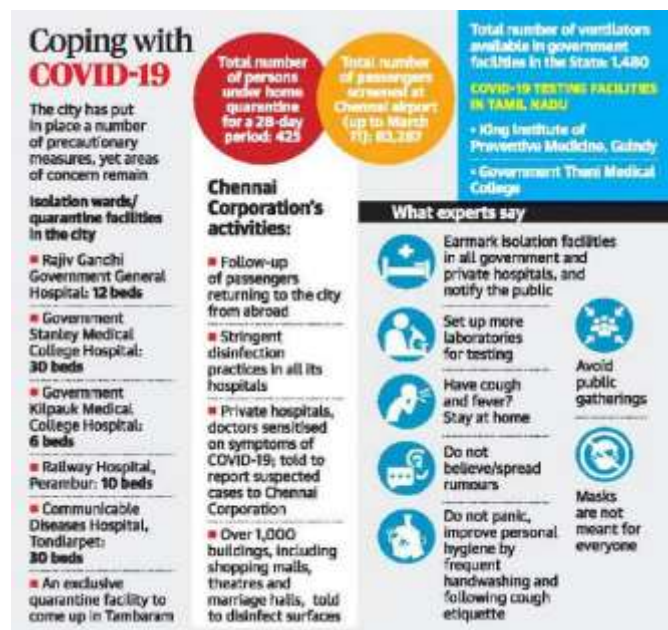 Coping with
COVID-19
The city has put
in place a number
of precautionary
measures, yet areas
of concern remain
Isolation wards/
quarantine facilities
in the city
Rajiv Gandhi
Government General
Hospital: 12 beds
Government
Stanley Medical
College Hospital:
30 beds
Government
Kilpauk Medical
College Hospital:
6 beds
Railway Hospital,
Perambur: 10 beds
Communicable
Diseases Hospital,
Tondiarpet:
30 beds
An exclusive
quarantine facility to
come up in Tambaram
Total number
of persons
under home
quarantine
for a 28-day
period: 425
Total number
of passengers
screened at
Chennai airport
(up to March
11): 83,287
Chennai
Corporation's
activities:
Follow-up
of passengers
returning to the city
from abroad
Stringent
disinfection
practices in all its
hospitals
Private hospitals,
doctors sensitised
on symptoms of
COVID-19; told to
report suspected
cases to Chennai
Corporation
Over 1,000
buildings, including
shopping malls,
theatres and
marriage halls, told
to disinfect surfaces
Total number of ventilators
available in government
facilities in the State: 1,480
COVID-19 TESTING FACILITIES
IN TAMIL NADU
• King Institute of
Preventive Medicine, Guindy
• Government Theni Medical
College
What experts say
Earmark isolation facilities
in all government and
private hospitals, and
notify the public
Set up more
laboratories
for testing
Have cough
and fever?
Stay at home
Do not
believe/spread
rumours
Do not panic,
improve personal
hygiene by
frequent
handwashing and
following cough
etiquette
Avoid
public
gatherings
Masks
are not
meant for
everyone